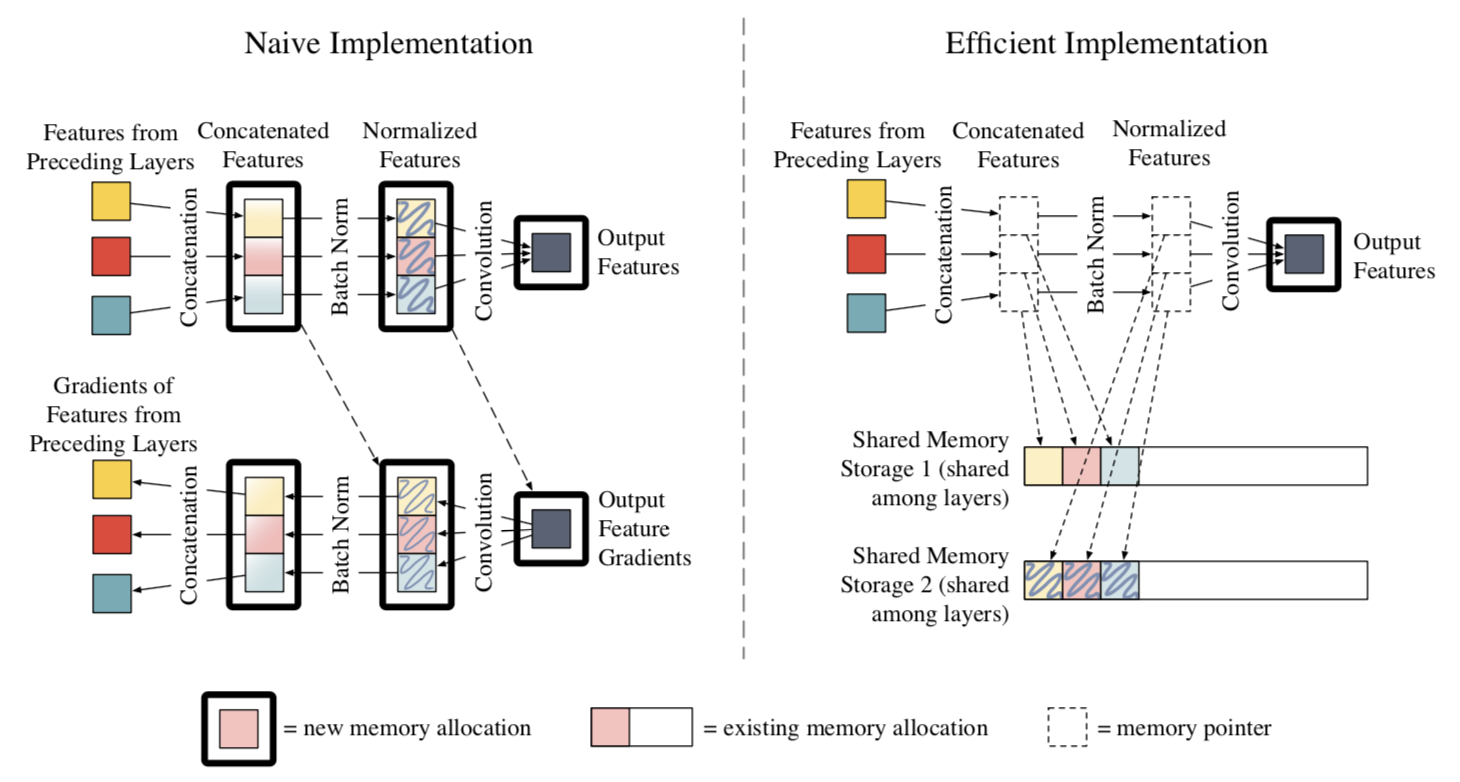 Naive Implementation
Features from
Preceding Layers
Concatenated
Features
Normalized
Features
Concatenation
Batch Norm
Convolution
Output
Features
Gradients of
Features from
Preceding Layers
Concatenation
Batch Norm
Convolution
Output
Feature
Gradients
Efficient Implementation
Features from
Preceding Layers
Concatenated
Features
Normalized
Features
Concatenation
Batch Norm
Convolution
Output
Features
Shared Memory
Storage 1 (shared
among layers)
Shared Memory
Storage 2 (shared
among layers)
= new memory allocation
= existing memory allocation
= memory pointer